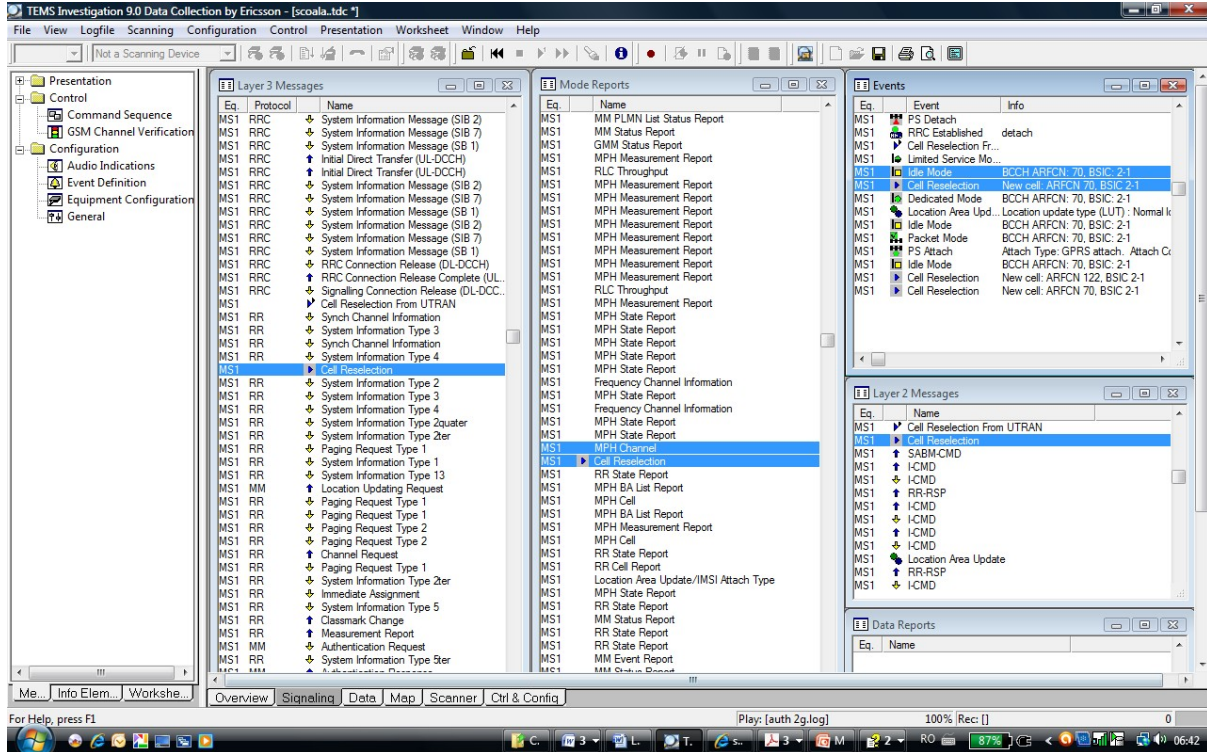 TEMS Investigation 9.0 Data Collection by Ericsson - [scoala..tdc *]
File View Logfile Scanning Configuration Control Presentation Worksheet Window Help
Not a Scanning Device
Presentation
Control
Command Sequence
GSM Channel Verification
Configuration
Audio Indications
Event Definition
Equipment Configuration
General
Me... Info Elem... Workshe...
Layer 3 Messages
Eq. Protocol Name
MS1 RRC System Information Message (SIB 2)
MS1 RRC System Information Message (SIB 7)
MS1 RRC System Information Message (SB 1)
MS1 RRC Initial Direct Transfer (UL-DCCH)
MS1 RRC Initial Direct Transfer (UL-DCCH)
MS1 RRC System Information Message (SIB 2)
MS1 RRC System Information Message (SIB 7)
MS1 RRC System Information Message (SB 1)
MS1 RRC System Information Message (SIB 2)
MS1 RRC System Information Message (SIB 7)
MS1 RRC System Information Message (SB 1)
MS1 RRC RRC Connection Release (DL-DCCH)
MS1 RRC RRC Connection Release Complete (UL...
MS1 RRC Signalling Connection Release (DL-DCC...
MS1 Cell Reselection From UTRAN
MS1 RR Synch Channel Information
MS1 RR System Information Type 3
MS1 RR Synch Channel Information
MS1 RR System Information Type 4
MS1 Cell Reselection
MS1 RR System Information Type 2
MS1 RR System Information Type 3
MS1 RR System Information Type 4
MS1 RR System Information Type 2quater
MS1 RR System Information Type 2ter
MS1 RR Paging Request Type 1
MS1 RR System Information Type 1
MS1 RR System Information Type 13
MS1 MM Location Updating Request
MS1 RR Paging Request Type 1
MS1 RR Paging Request Type 1
MS1 RR Paging Request Type 2
MS1 RR Paging Request Type 2
MS1 RR Channel Request
MS1 RR Paging Request Type 1
MS1 RR System Information Type 2ter
MS1 RR Immediate Assignment
MS1 RR System Information Type 5
MS1 RR Classmark Change
MS1 RR Measurement Report
MS1 MM Authentication Request
MS1 RR System Information Type 5ter
MS1 MM Authentication Response
Mode Reports
Eq. Name
MS1 MM PLMN List Status Report
MS1 MM Status Report
MS1 GMM Status Report
MS1 MPH Measurement Report
MS1 RLC Throughput
MS1 MPH Measurement Report
MS1 MPH Measurement Report
MS1 MPH Measurement Report
MS1 MPH Measurement Report
MS1 MPH Measurement Report
MS1 MPH Measurement Report
MS1 MPH Measurement Report
MS1 MPH Measurement Report
MS1 RLC Throughput
MS1 MPH Measurement Report
MS1 MPH State Report
MS1 MPH State Report
MS1 MPH State Report
MS1 MPH State Report
MS1 MPH State Report
MS1 Frequency Channel Information
MS1 MPH State Report
MS1 Frequency Channel Information
MS1 MPH State Report
MS1 MPH State Report
MS1 MPH Channel
MS1 Cell Reselection
MS1 RR State Report
MS1 MPH BA List Report
MS1 MPH Cell
MS1 MPH BA List Report
MS1 MPH Measurement Report
MS1 MPH Cell
MS1 RR State Report
MS1 RR Cell Report
MS1 Location Area Update/IMSI Attach Type
MS1 MPH State Report
MS1 RR State Report
MS1 MM Status Report
MS1 RR State Report
MS1 RR State Report
MS1 MM Event Report
MS1 MM Status Report
Events
Eq. Event Info
MS1 PS Detach
MS1 RRC Established detach
MS1 Cell Reselection Fr...
MS1 Limited Service Mo...
MS1 Idle Mode BCCH ARFCN: 70, BSIC: 2-1
MS1 Cell Reselection New cell: ARFCN 70, BSIC 2-1
MS1 Dedicated Mode BCCH ARFCN: 70, BSIC: 2-1
MS1 Location Area Upd... Location update type (LUT) : Normal lo
MS1 Idle Mode BCCH ARFCN: 70, BSIC: 2-1
MS1 Packet Mode BCCH ARFCN: 70, BSIC: 2-1
MS1 PS Attach Attach Type: GPRS attach. Attach Co
MS1 Idle Mode BCCH ARFCN: 70, BSIC: 2-1
MS1 Cell Reselection New cell: ARFCN 122, BSIC 2-1
MS1 Cell Reselection New cell: ARFCN 70, BSIC 2-1
Layer 2 Messages
Eq. Name
MS1 Cell Reselection From UTRAN
MS1 Cell Reselection
MS1 SABM-CMD
MS1 I-CMD
MS1 I-CMD
MS1 RR-RSP
MS1 I-CMD
MS1 I-CMD
MS1 I-CMD
MS1 I-CMD
MS1 Location Area Update
MS1 RR-RSP
MS1 I-CMD
Data Reports
Eq. Name
Overview Signaling Data Map Scanner Ctrl & Config
For Help, press F1
Play: [auth 2g.log] 100% Rec: [] 0
C. W 3 L. T. s.. 3 M 2 RO 87% 06:42